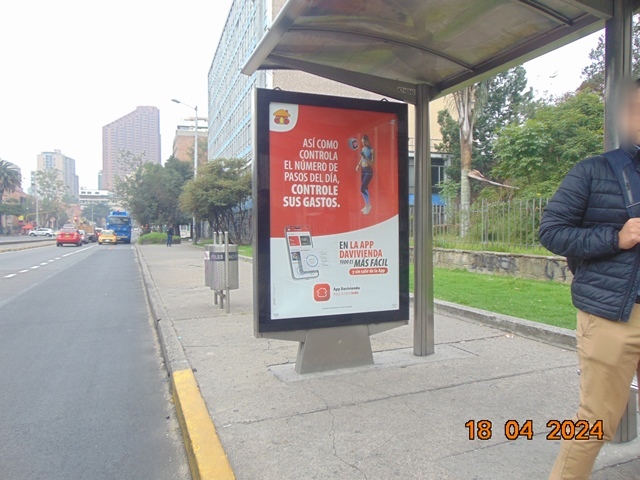 ASÍ COMO
CONTROLA
EL NÚMERO DE
PASOS DEL DÍA,
CONTROLE
SUS GASTOS.
EN LA APP
DAVIVIENDA
TODO ES MÁS FÁCIL
y sin salir de la App
App Davivienda
18 04 2024